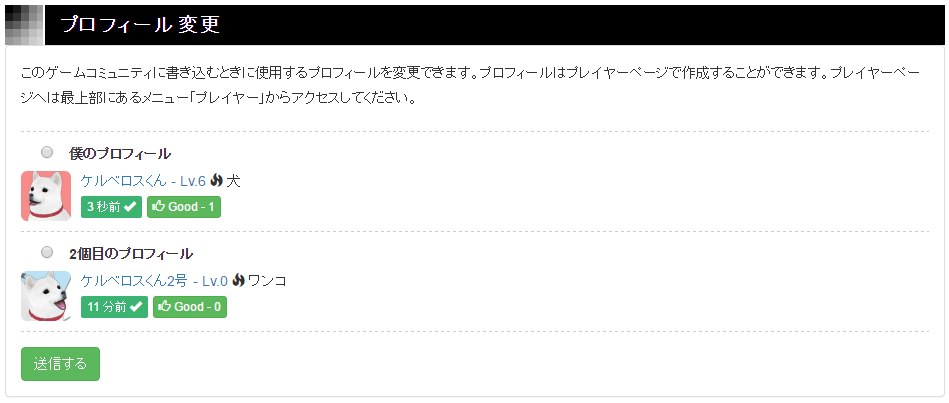 プロフィール 変更
このゲームコミュニティに書き込むときに使用するプロフィールを変更できます。プロフィールはプレイヤーページで作成することができます。プレイヤーペー
ジへは最上部にあるメニュー「プレイヤー」からアクセスしてください。
僕のプロフィール
ケルベロスくん - Lv.6 犬
3 秒前 Good - 1
2個目のプロフィール
ケルベロスくん2号 - Lv.0 ワンコ
11 分前 Good - 0
送信する